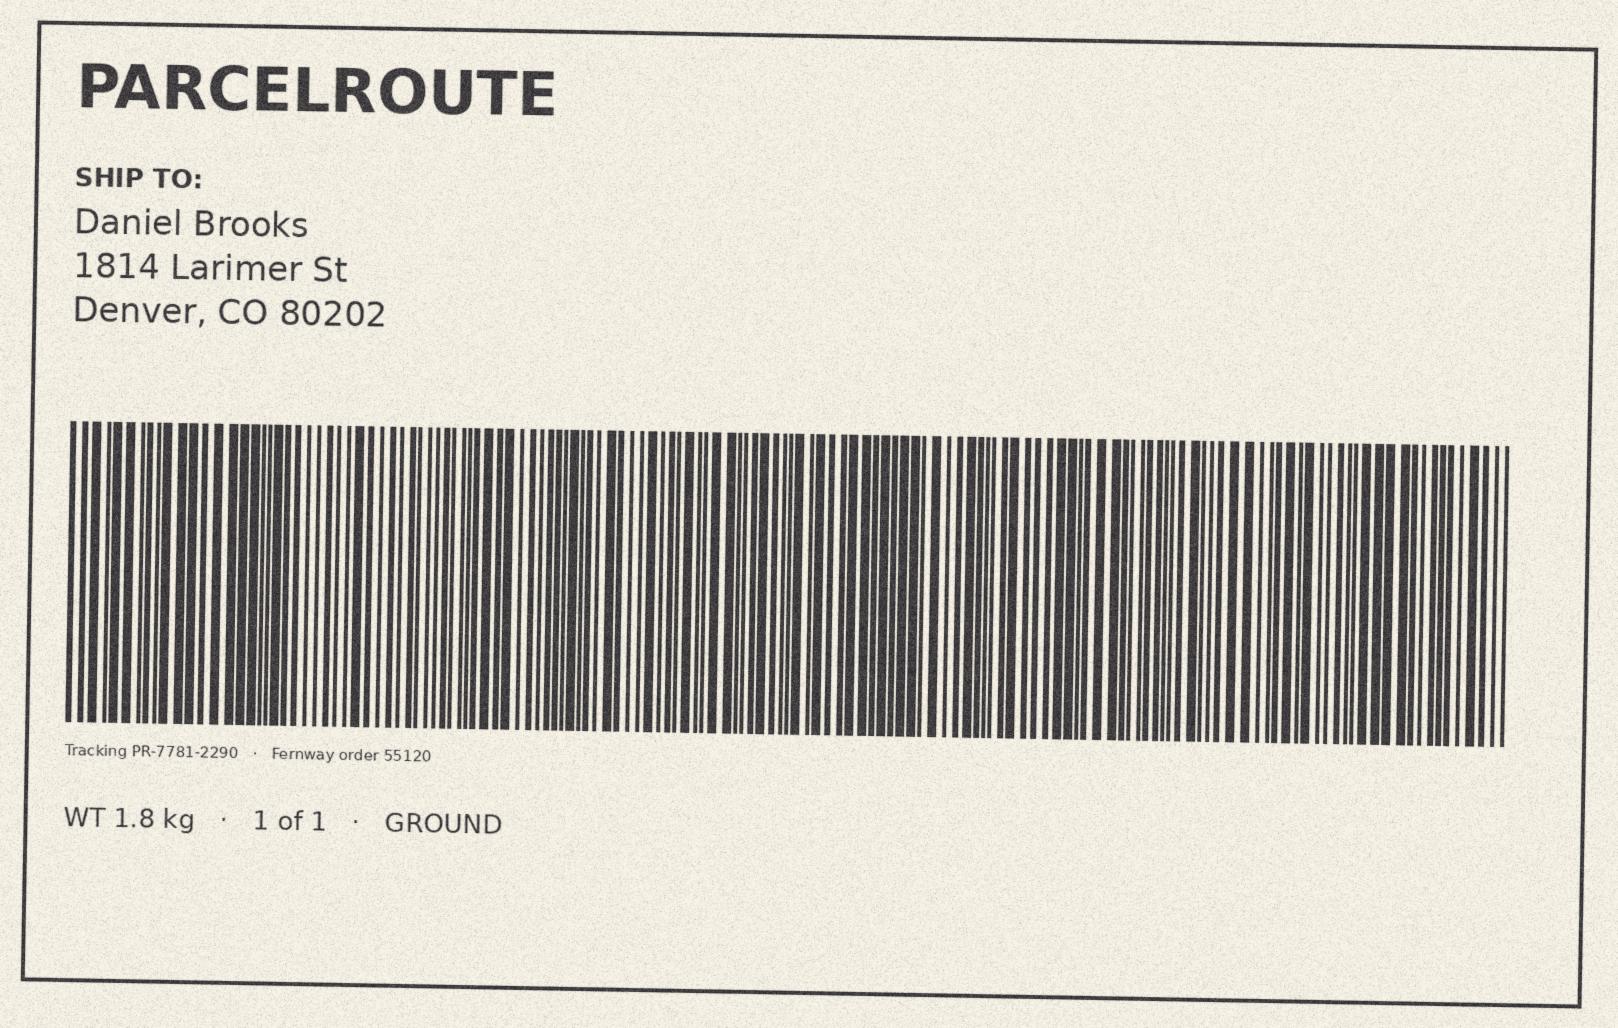 PARCELROUTE
SHIP TO:
Daniel Brooks
1814 Larimer St
Denver, CO 80202
Tracking PR-7781-2290 · Fernway order 55120
WT 1.8 kg · 1 of 1 · GROUND